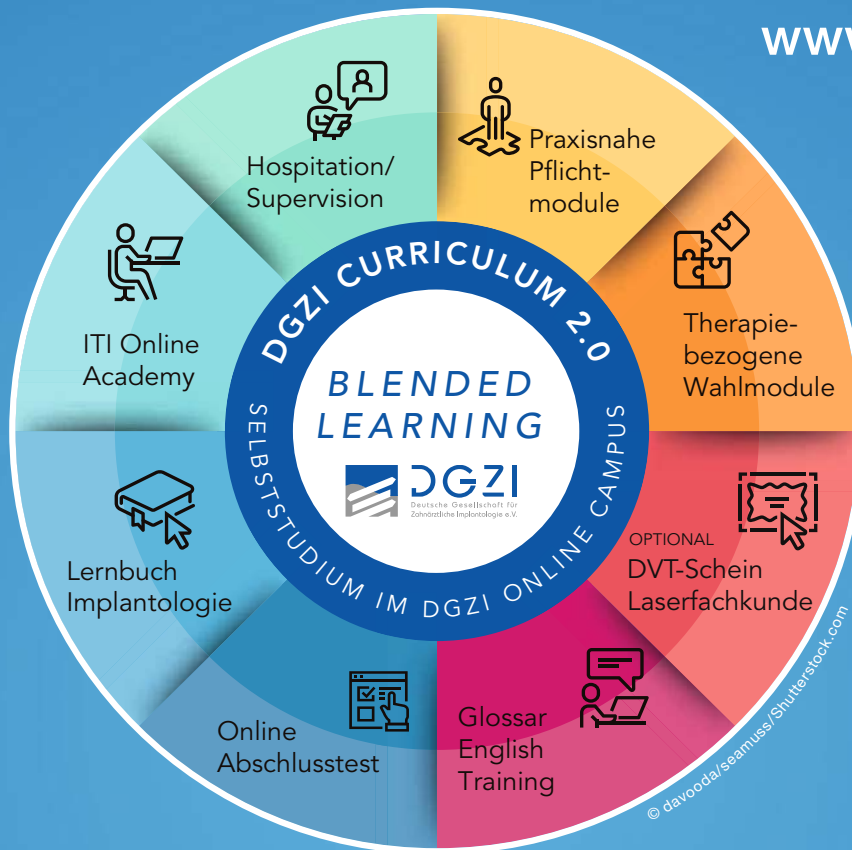 www
Hospitation/
Supervision
Praxisnahe
Pflicht-
module
Therapie-
bezogene
Wahlmodule
OPTIONAL
DVT-Schein
Laserfachkunde
Glossar
English
Training
Online
Abschlusstest
Lernbuch
Implantologie
ITI Online
Academy
DGZI CURRICULUM 2.0
BLENDED
LEARNING
DGZI
Deutsche Gesellschaft für
Zahnärztliche Implantologie e.V.
SELBSTSTUDIUM IM DGZI ONLINE CAMPUS
© davooda/seamuss/Shutterstock.com